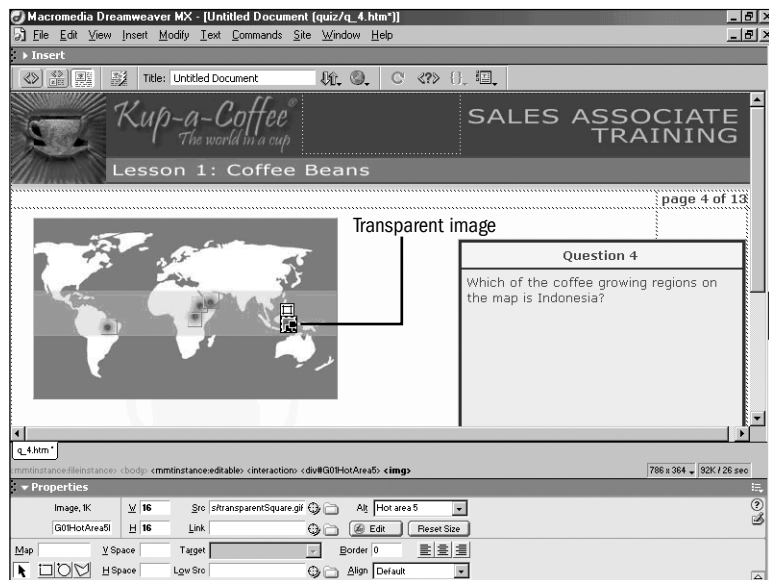 Macromedia Dreamweaver MX - [Untitled Document (quiz/q_4.htm*)]
File Edit View Insert Modify Text Commands Site Window Help
Insert
Title: Untitled Document
Kup-a-Coffee®
The world in a cup
SALES ASSOCIATE
TRAINING
Lesson 1: Coffee Beans
page 4 of 13
Transparent image
Question 4
Which of the coffee growing regions on
the map is Indonesia?
q_4.htm*
<mmtinstance:fileinstance> <body> <mmtinstance:editable> <interaction> <div#G01HotArea5> <img>
786 x 364 92K / 26 sec
Properties
Image, 1K W 16 Src s/transparentSquare.gif Alt Hot area 5
G01HotArea5I H 16 Link Edit Reset Size
Map V Space Target Border 0
H Space Low Src Align Default